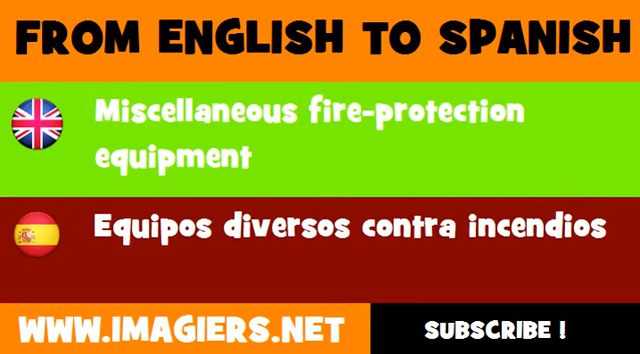 FROM ENGLISH TO SPANISH
Miscellaneous fire-protection
equipment
Equipos diversos contra incendios
WWW.IMAGIERS.NET
SUBSCRIBE !